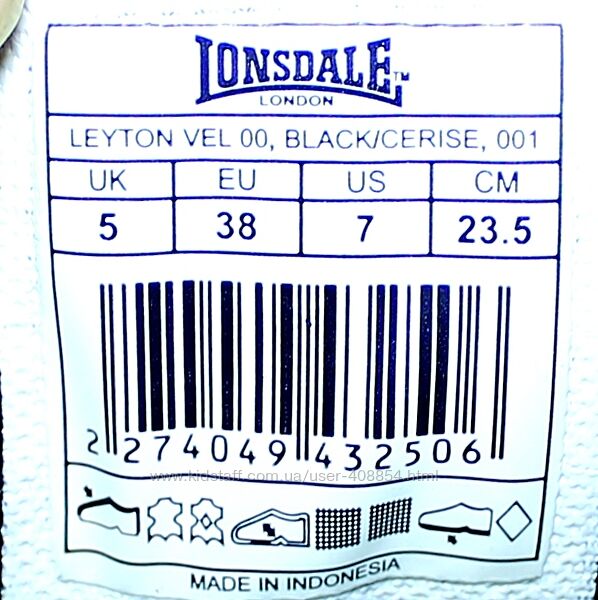 LONSDALE™
LONDON
LEYTON VEL 00, BLACK/CERISE, 001
UK EU US CM
5 38 7 23.5
2 274049 432506
www.kidstaff.com.ua/user-408854.html
MADE IN INDONESIA